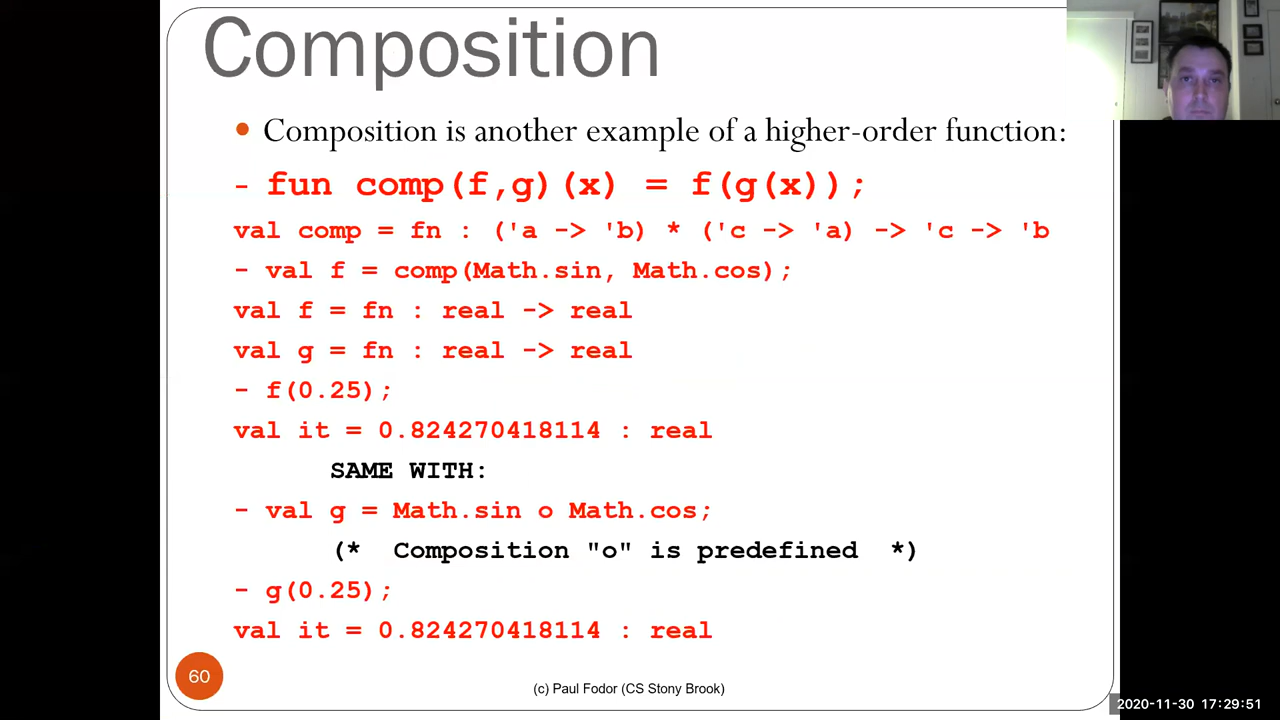 Composition
• Composition is another example of a higher-order function:
- fun comp(f,g)(x) = f(g(x));
val comp = fn : ('a -> 'b) * ('c -> 'a) -> 'c -> 'b
- val f = comp(Math.sin, Math.cos);
val f = fn : real -> real
val g = fn : real -> real
- f(0.25);
val it = 0.824270418114 : real
SAME WITH:
- val g = Math.sin o Math.cos;
(* Composition "o" is predefined *)
- g(0.25);
val it = 0.824270418114 : real
60
(c) Paul Fodor (CS Stony Brook)
2020-11-30 17:29:51